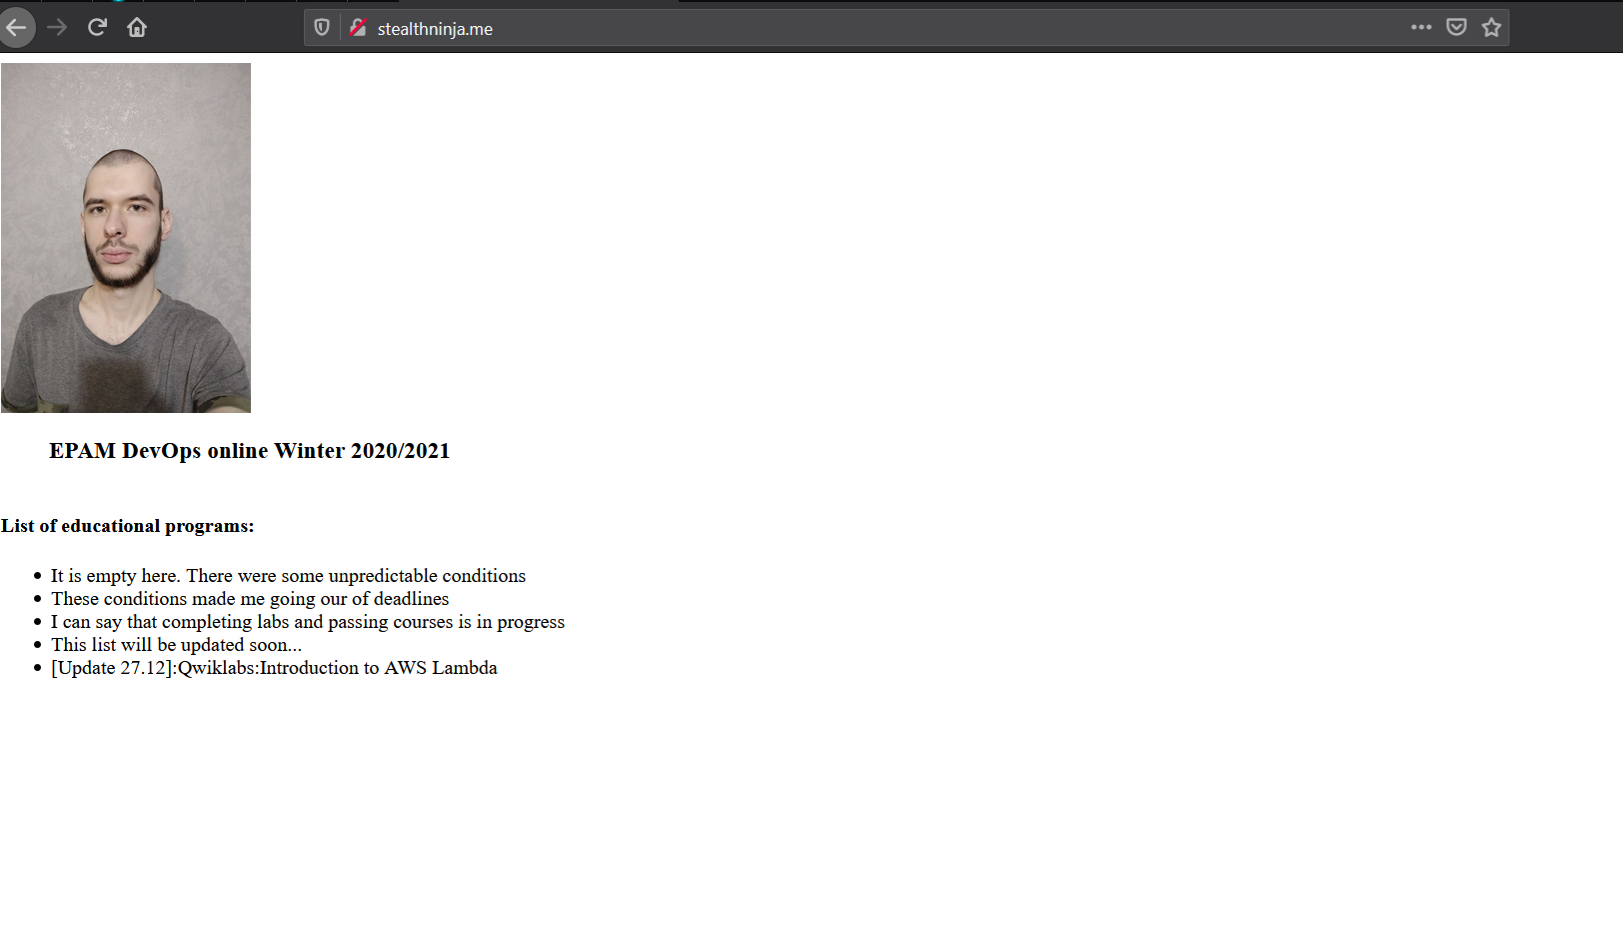 stealthninja.me
EPAM DevOps online Winter 2020/2021
List of educational programs:
It is empty here. There were some unpredictable conditions
These conditions made me going our of deadlines
I can say that completing labs and passing courses is in progress
This list will be updated soon...
[Update 27.12]:Qwiklabs:Introduction to AWS Lambda